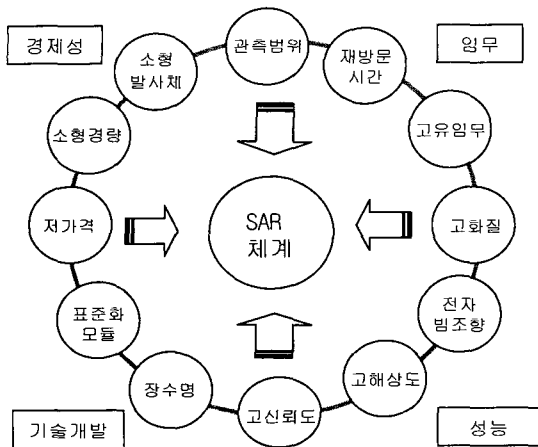 경제성
임무
관측범위
소형
발사체
재방문
시간
소형경량
고유임무
저가격
SAR
체계
고화질
표준화
모듈
전자
빔조향
장수명
고해상도
고신뢰도
기술개발
성능